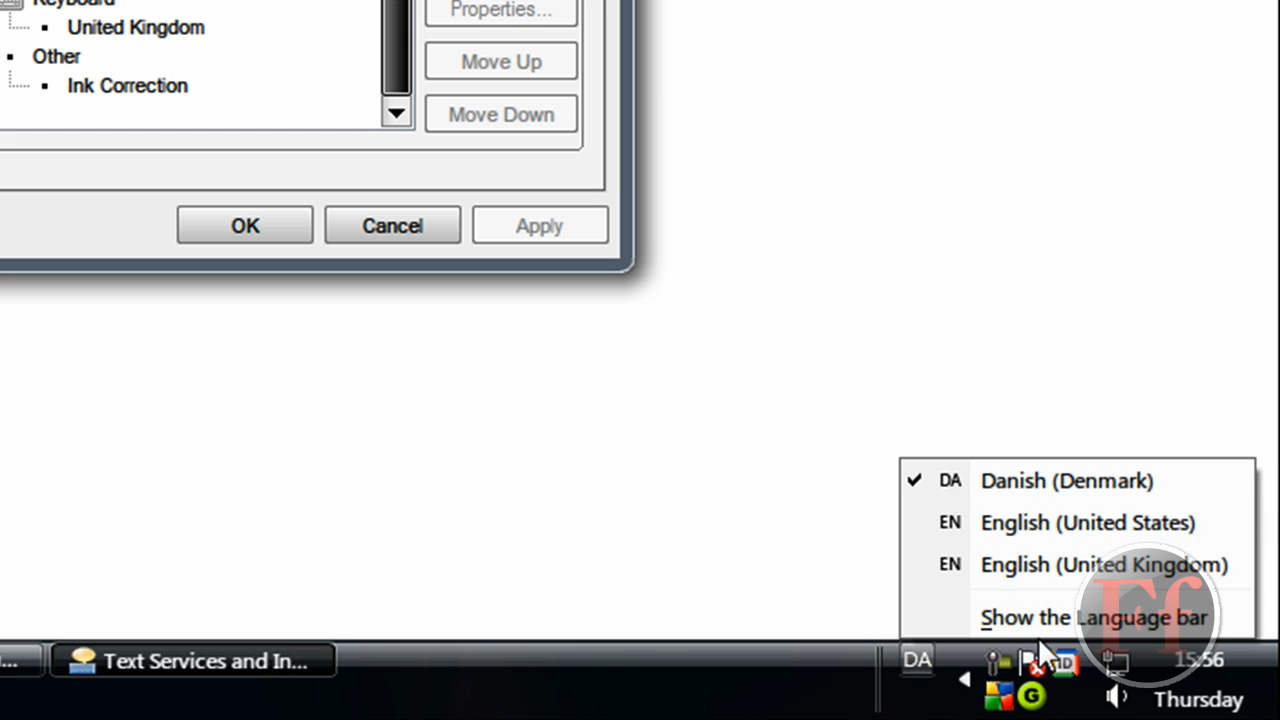 Keyboard
United Kingdom
Other
Ink Correction
Properties...
Move Up
Move Down
OK Cancel Apply
DA Danish (Denmark)
EN English (United States)
EN English (United Kingdom)
Show the Language bar
Ff
... Text Services and In... DA 15:56
Thursday